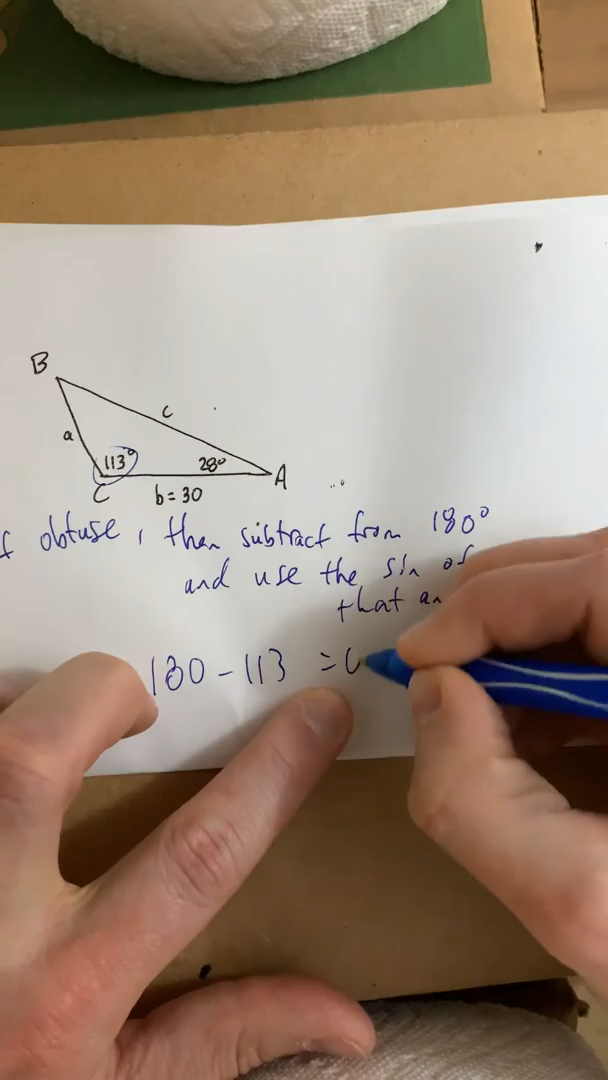 B
c
a
113°
28°
C
A
b = 30
obtuse, then subtract from 180°
and use the sin of
that
180 - 113 =